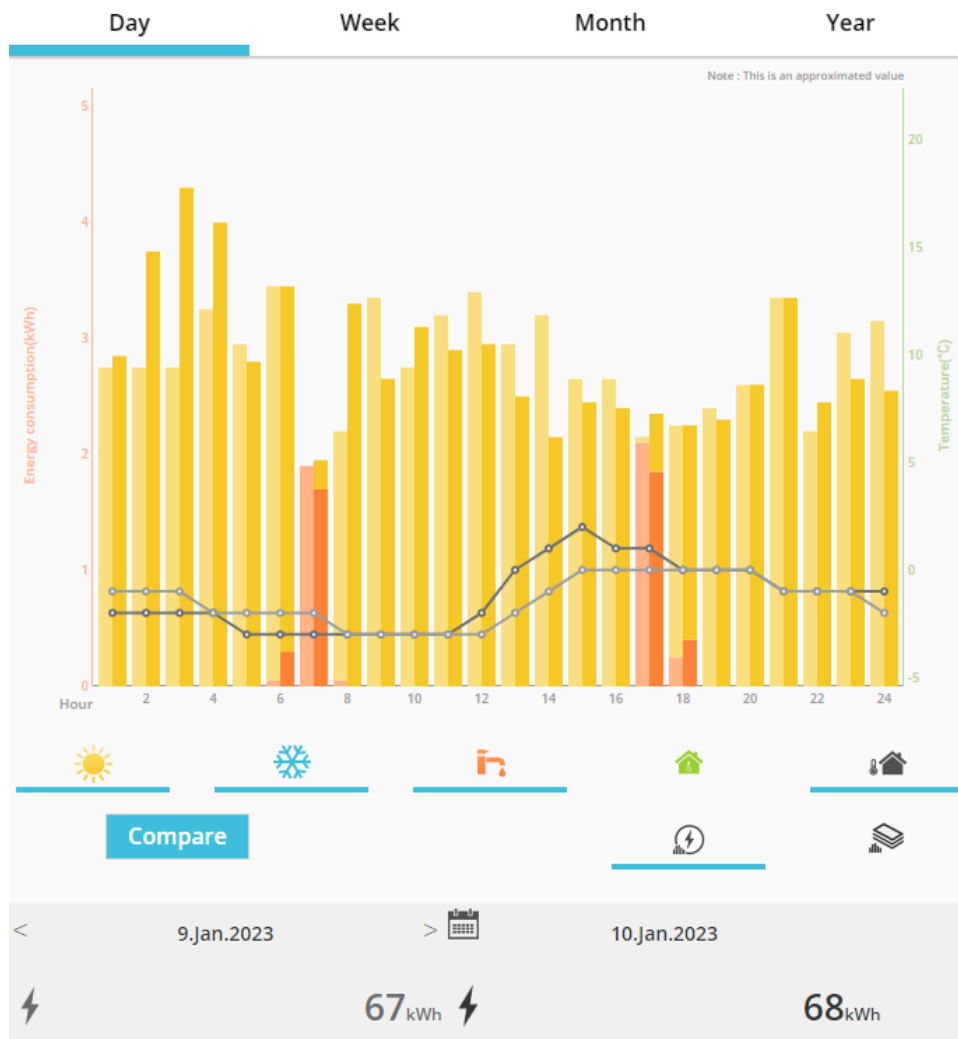 Day Week Month Year
Note : This is an approximated value
Energy consumption(kWh)
5
4
3
2
1
0
Temperature(°C)
20
15
10
5
0
-5
Hour 2 4 6 8 10 12 14 16 18 20 22 24
Compare
< 9.Jan.2023 > 10.Jan.2023
67kWh 68kWh